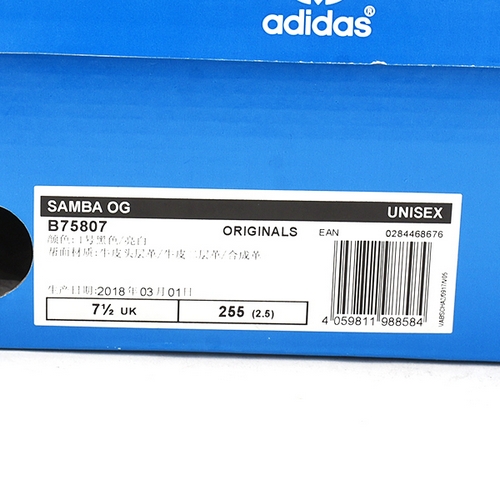 adidas®
SAMBA OG UNISEX
B75807 ORIGINALS
颜色:1号黑色/亮白
帮面材质:牛皮头层革/牛皮二层革/合成革
生产日期:2018年03月01日
7½ UK 255 (2.5)
EAN 0284468676
4 059811 988584